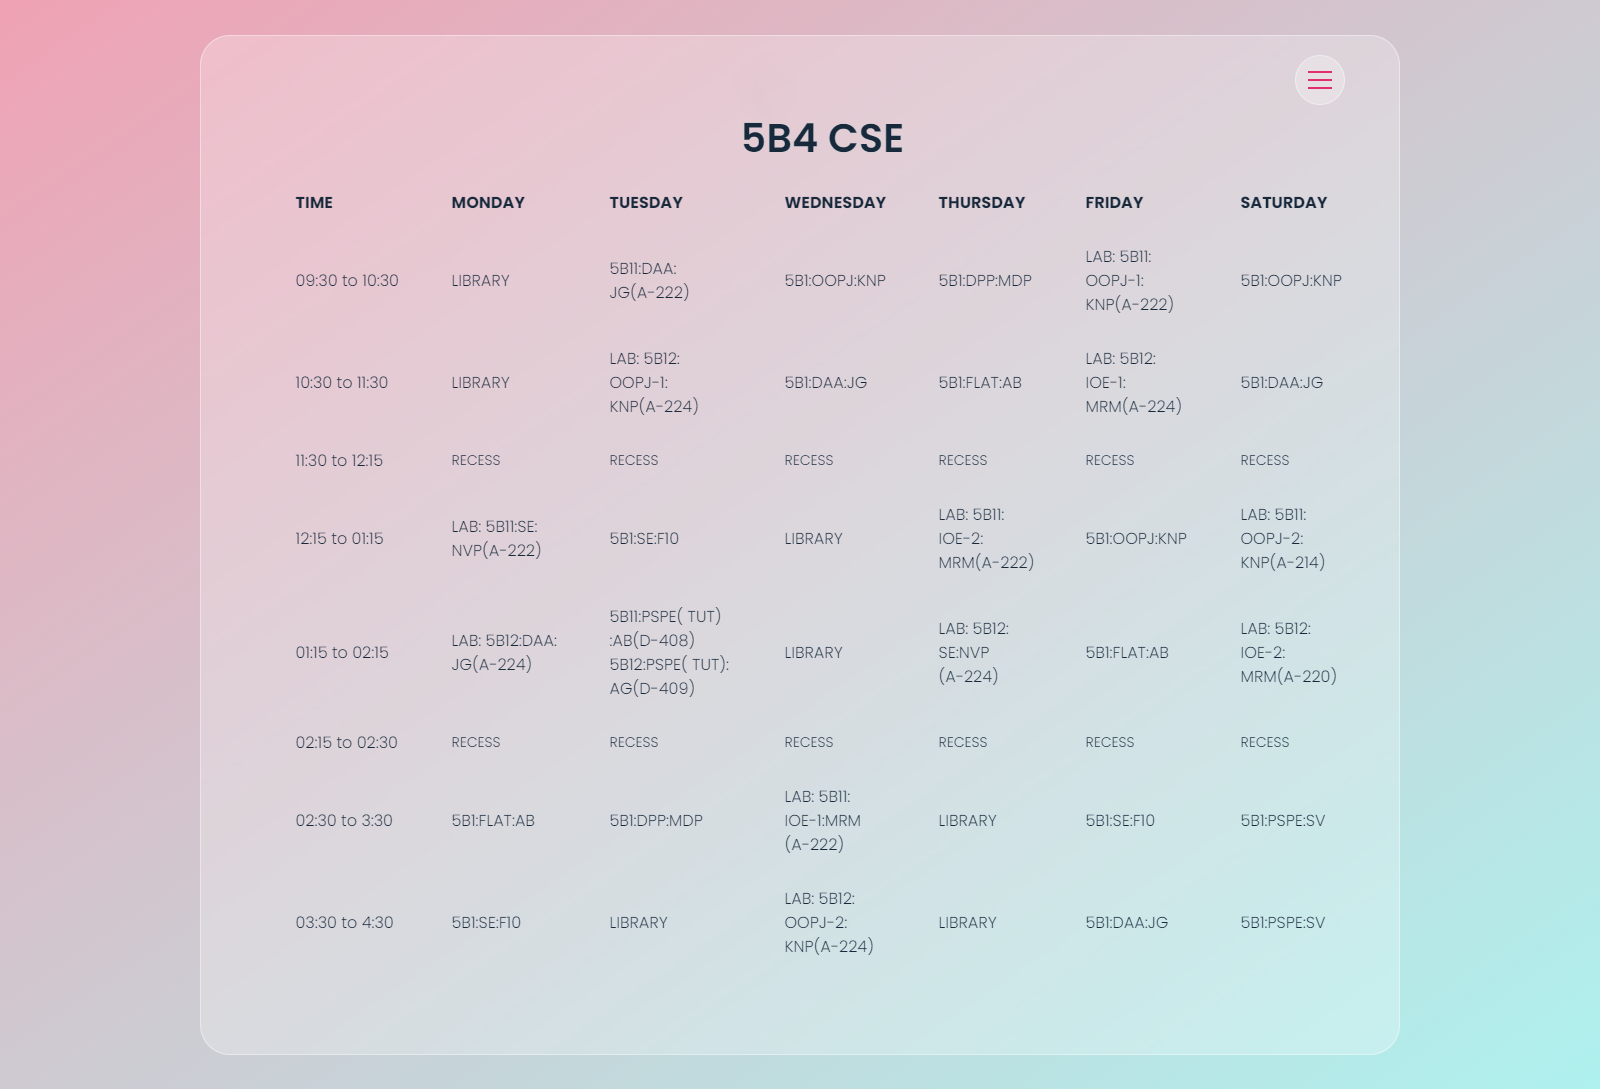 5B4 CSE
TIME MONDAY TUESDAY WEDNESDAY THURSDAY FRIDAY SATURDAY
09:30 to 10:30
LIBRARY
5B11:DAA:
JG(A-222)
5B1:OOPJ:KNP
5B1:DPP:MDP
LAB: 5B11:
OOPJ-1:
KNP(A-222)
5B1:OOPJ:KNP
10:30 to 11:30
LIBRARY
LAB: 5B12:
OOPJ-1:
KNP(A-224)
5B1:DAA:JG
5B1:FLAT:AB
LAB: 5B12:
IOE-1:
MRM(A-224)
5B1:DAA:JG
11:30 to 12:15
RECESS
RECESS
RECESS
RECESS
RECESS
RECESS
12:15 to 01:15
LAB: 5B11:SE:
NVP(A-222)
5B1:SE:F10
LIBRARY
LAB: 5B11:
IOE-2:
MRM(A-222)
5B1:OOPJ:KNP
LAB: 5B11:
OOPJ-2:
KNP(A-214)
01:15 to 02:15
LAB: 5B12:DAA:
JG(A-224)
5B11:PSPE( TUT)
:AB(D-408)
5B12:PSPE( TUT):
AG(D-409)
LIBRARY
LAB: 5B12:
SE:NVP
(A-224)
5B1:FLAT:AB
LAB: 5B12:
IOE-2:
MRM(A-220)
02:15 to 02:30
RECESS
RECESS
RECESS
RECESS
RECESS
RECESS
02:30 to 3:30
5B1:FLAT:AB
5B1:DPP:MDP
LAB: 5B11:
IOE-1:MRM
(A-222)
LIBRARY
5B1:SE:F10
5B1:PSPE:SV
03:30 to 4:30
5B1:SE:F10
LIBRARY
LAB: 5B12:
OOPJ-2:
KNP(A-224)
LIBRARY
5B1:DAA:JG
5B1:PSPE:SV